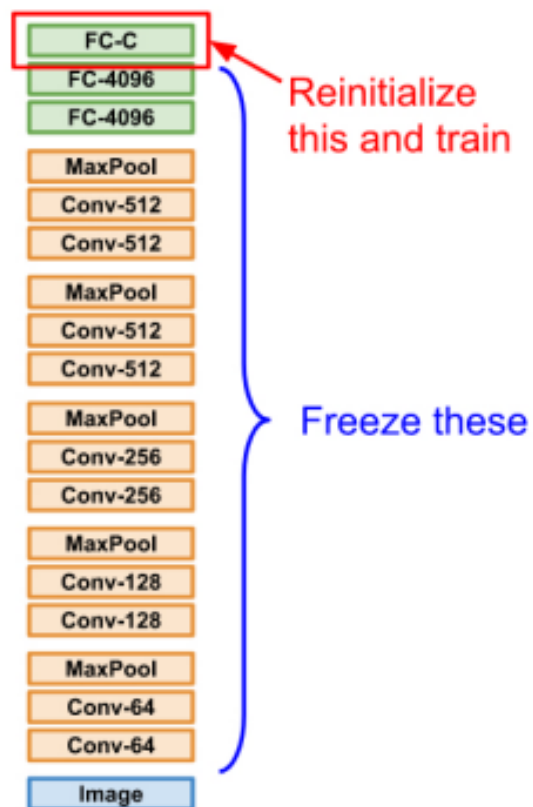 FC-C
FC-4096
FC-4096
Reinitialize
this and train
MaxPool
Conv-512
Conv-512
MaxPool
Conv-512
Conv-512
MaxPool
Conv-256
Conv-256
Freeze these
MaxPool
Conv-128
Conv-128
MaxPool
Conv-64
Conv-64
Image